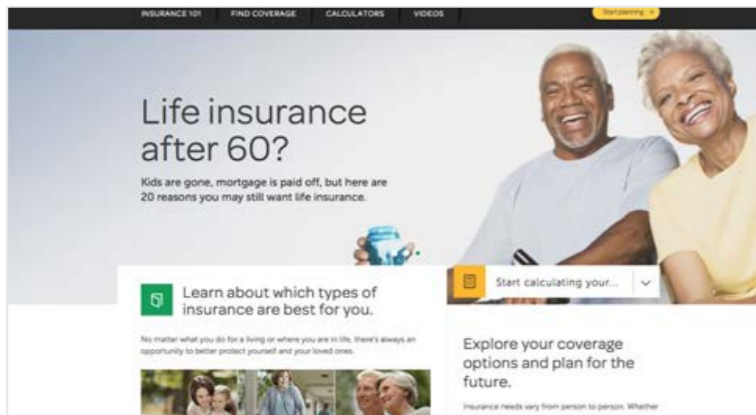 INSURANCE 101 FIND COVERAGE CALCULATORS VIDEOS Start planning
Life insurance
after 60?
Kids are gone, mortgage is paid off, but here are
20 reasons you may still want life insurance.
Start calculating your...
Learn about which types of
insurance are best for you.
No matter what you do for a living or where you are in life, there's always an
opportunity to better protect yourself and your loved ones.
Explore your coverage
options and plan for the
future.
Insurance needs vary from person to person. Whether